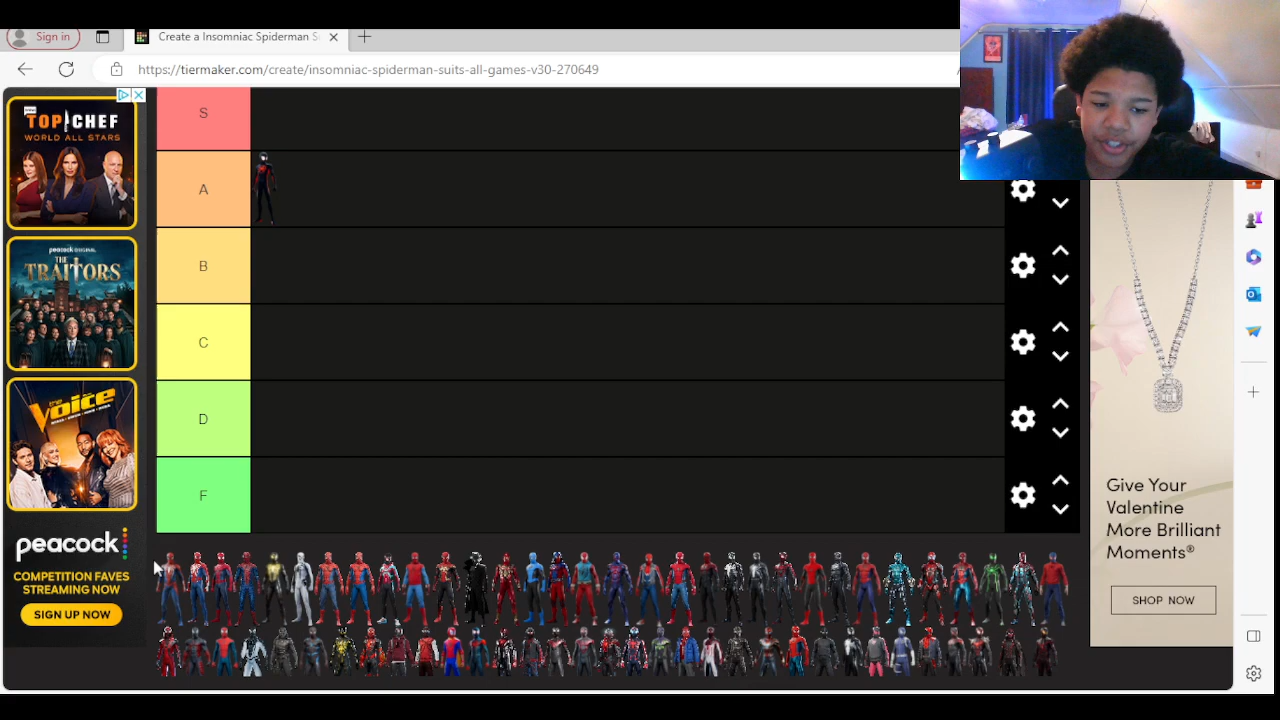 Sign in
Create a Insomniac Spiderman S
https://tiermaker.com/create/insomniac-spiderman-suits-all-games-v30-270649
TOP CHEF
WORLD ALL STARS
peacock ORIGINAL
THE
TRAITORS
the
Voice
peacock
COMPETITION FAVES
STREAMING NOW
SIGN UP NOW
S
A
B
C
D
F
Give Your
Valentine
More Brilliant
Moments®
SHOP NOW